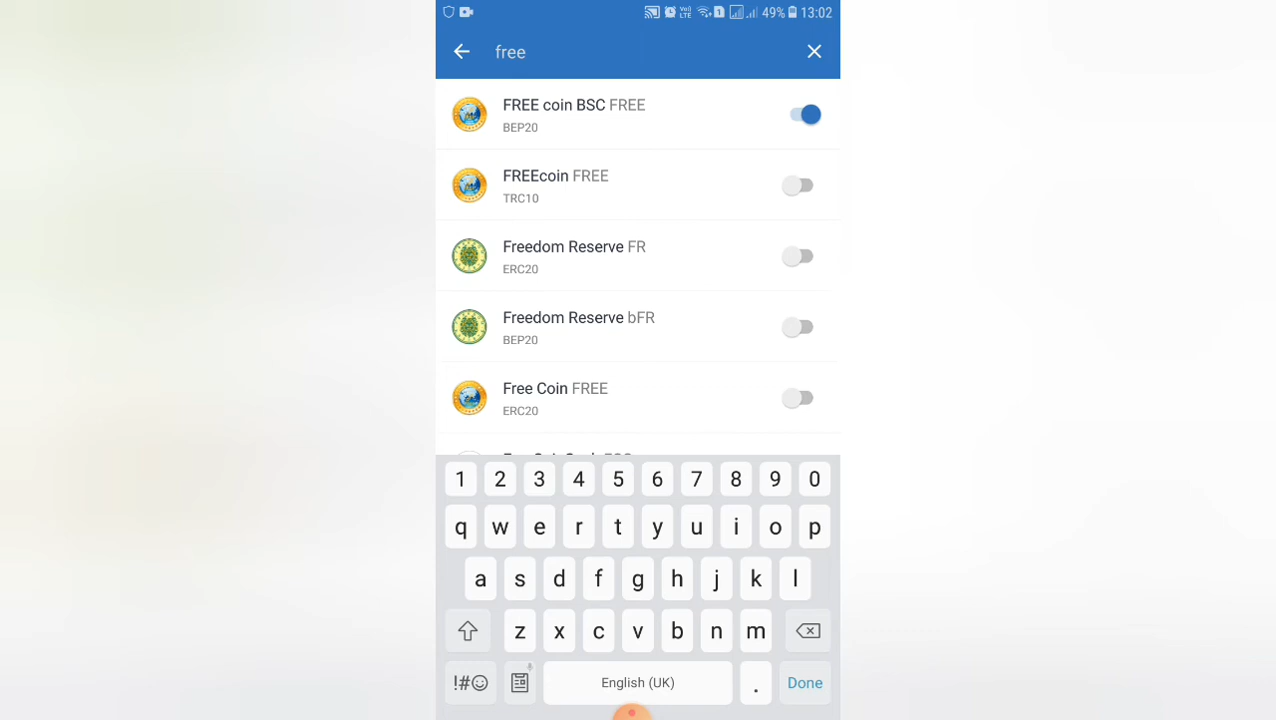 49% 13:02
free
FREE coin BSC FREE
BEP20
FREEcoin FREE
TRC10
Freedom Reserve FR
ERC20
Freedom Reserve bFR
BEP20
Free Coin FREE
ERC20
1 2 3 4 5 6 7 8 9 0
q w e r t y u i o p
a s d f g h j k l
z x c v b n m
!# English (UK) . Done